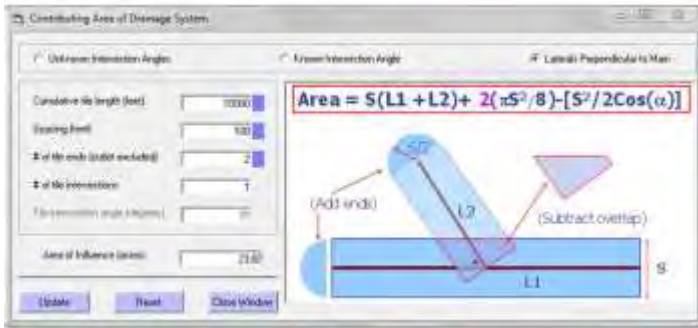 Contributing Area of Drainage System
Unknown Intersection Angles
Known Intersection Angle
Laterals Perpendicular to Main
Cumulative tile length (feet)
10000
Spacing (feet)
100
# of tile ends (outlet excluded)
2
# of tile intersections
1
Tile intersection angle (degrees)
Area of Influence (acres)
Update
Reset
Close Window
Area = S(L1 +L2)+ 2(πS²/8)-[S²/2Cos(α)]
S/2
(Add ends)
L2
(Subtract overlap)
S
L1